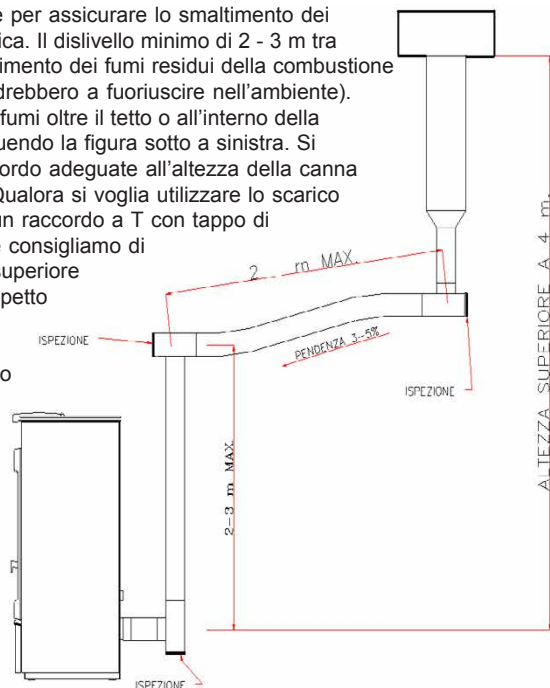 e per assicurare lo smaltimento dei
ica. Il dislivello minimo di 2 - 3 m tra
timento dei fumi residui della combustione
drebbero a fuoriuscire nell'ambiente).
fumi oltre il tetto o all'interno della
uendo la figura sotto a sinistra. Si
ordo adeguate all'altezza della canna
Qualora si voglia utilizzare lo scarico
un raccordo a T con tappo di
e consigliamo di
superiore
petto
o
2 m MAX.
ISPEZIONE
PENDENZA 3-5%
ISPEZIONE
2-3 m MAX
ALTEZZA SUPERIORE A 4 m.
ISPEZIONE